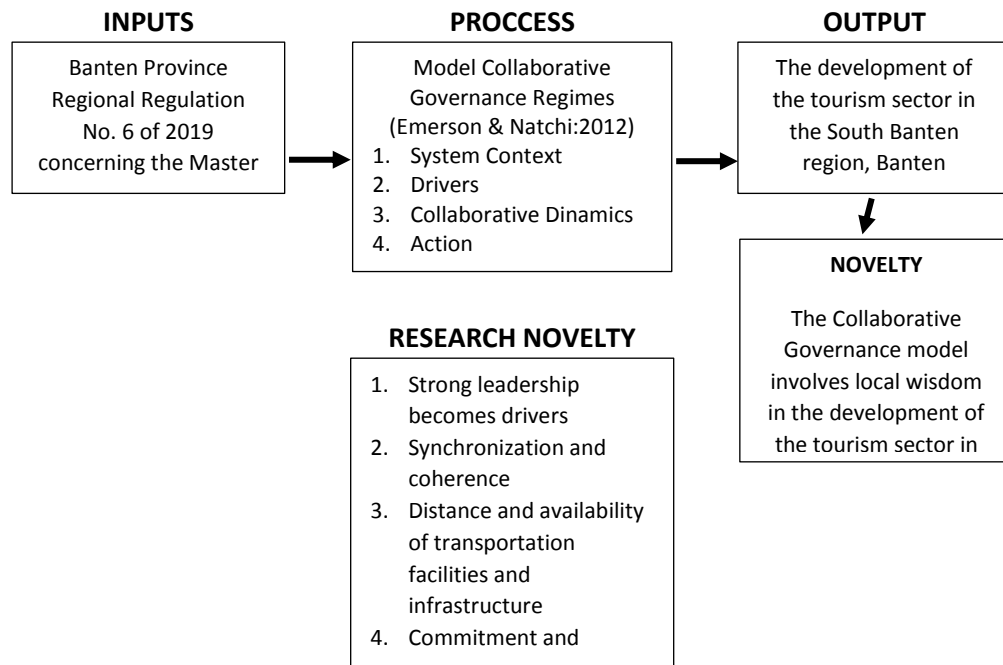 INPUTS
Banten Province
Regional Regulation
No. 6 of 2019
concerning the Master
PROCCESS
Model Collaborative
Governance Regimes
(Emerson & Natchi:2012)
1. System Context
2. Drivers
3. Collaborative Dinamics
4. Action
OUTPUT
The development of
the tourism sector in
the South Banten
region, Banten
NOVELTY
The Collaborative
Governance model
involves local wisdom
in the development of
the tourism sector in
RESEARCH NOVELTY
1. Strong leadership
becomes drivers
2. Synchronization and
coherence
3. Distance and availability
of transportation
facilities and
infrastructure
4. Commitment and